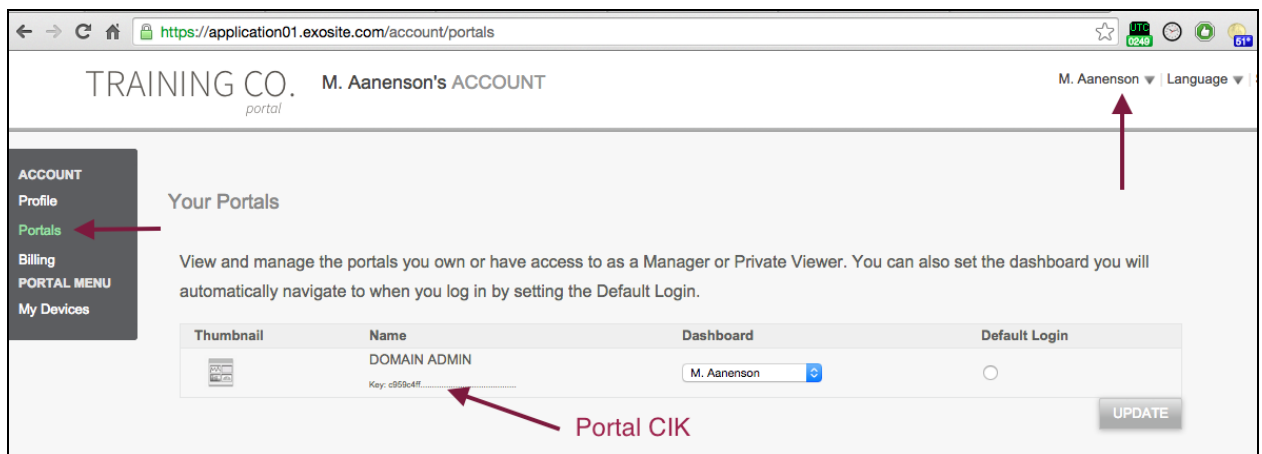 https://application01.exosite.com/account/portals
UTC
0249
51°
TRAINING CO.
portal
M. Aanenson's ACCOUNT
M. Aanenson ▼ | Language ▼ |
ACCOUNT
Profile
Portals
Billing
PORTAL MENU
My Devices
Your Portals
View and manage the portals you own or have access to as a Manager or Private Viewer. You can also set the dashboard you will
automatically navigate to when you log in by setting the Default Login.
Thumbnail Name Dashboard Default Login
DOMAIN ADMIN
Key: c959c4ff.......................................
M. Aanenson
UPDATE
Portal CIK